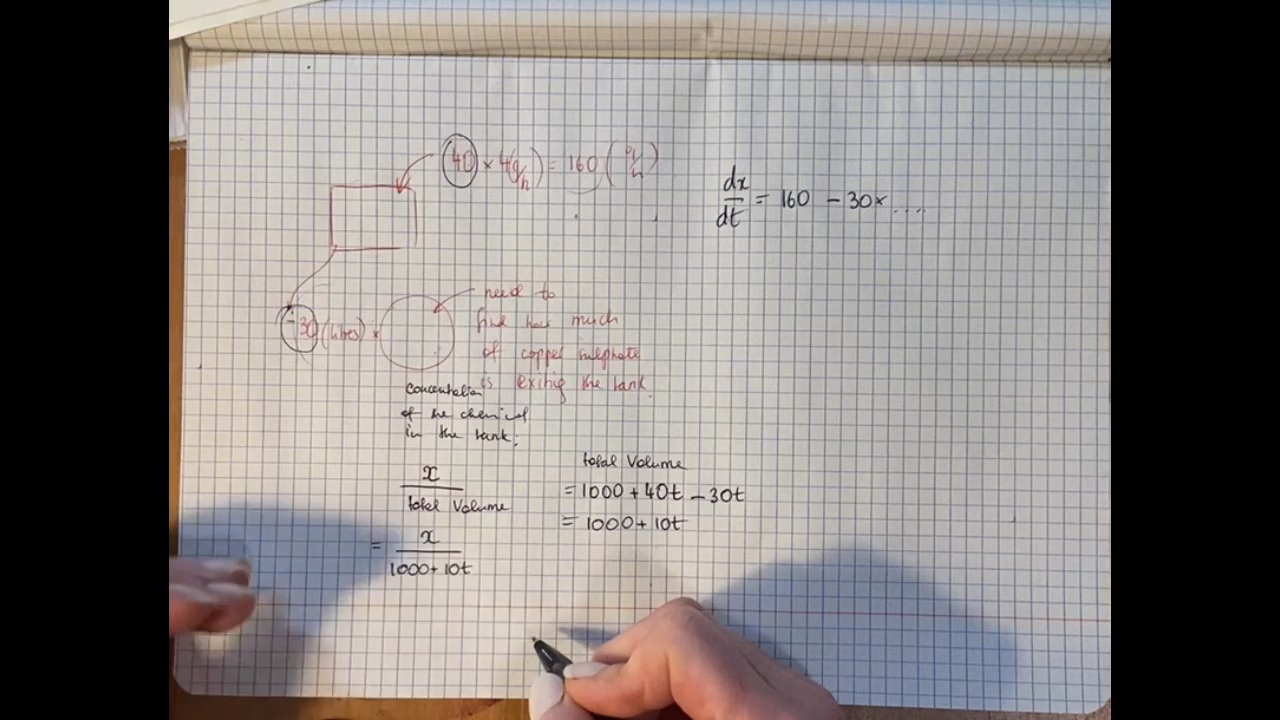 40 × 4(g/h) = 160 (g/h)
dx/dt = 160 - 30× ....
-30 (litres) ×
need to
find how much
of copper sulphate
is exiting the tank.
Concentration
of the chemical
in the tank:
x / total Volume
= x / 1000 + 10t
total Volume
= 1000 + 40t - 30t
= 1000 + 10t